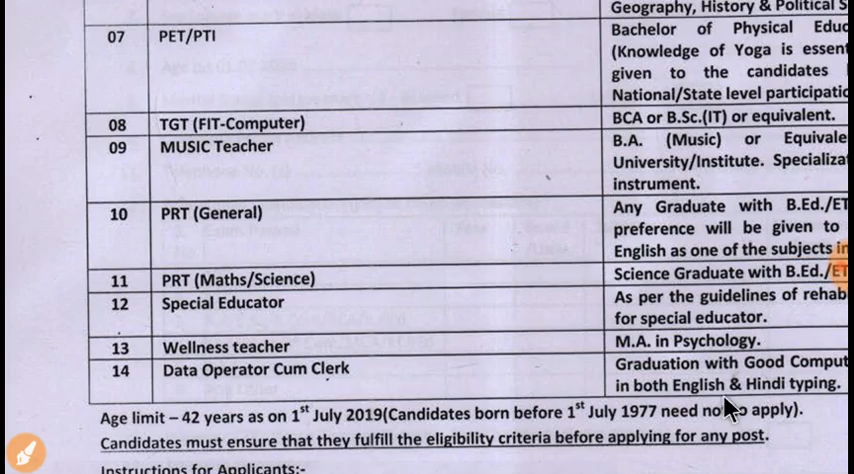 Geography, History & Political S
07 PET/PTI Bachelor of Physical Educ
(Knowledge of Yoga is essent
given to the candidates
National/State level participatio
08 TGT (FIT-Computer) BCA or B.Sc.(IT) or equivalent.
09 MUSIC Teacher B.A. (Music) or Equivale
University/Institute. Specializat
instrument.
10 PRT (General) Any Graduate with B.Ed./ET
preference will be given to
English as one of the subjects in
11 PRT (Maths/Science) Science Graduate with B.Ed./ET
12 Special Educator As per the guidelines of rehab
for special educator.
13 Wellness teacher M.A. in Psychology.
14 Data Operator Cum Clerk Graduation with Good Comput
in both English & Hindi typing.
Age limit – 42 years as on 1st July 2019(Candidates born before 1st July 1977 need no apply).
Candidates must ensure that they fulfill the eligibility criteria before applying for any post.
Instructions for Applicants:-